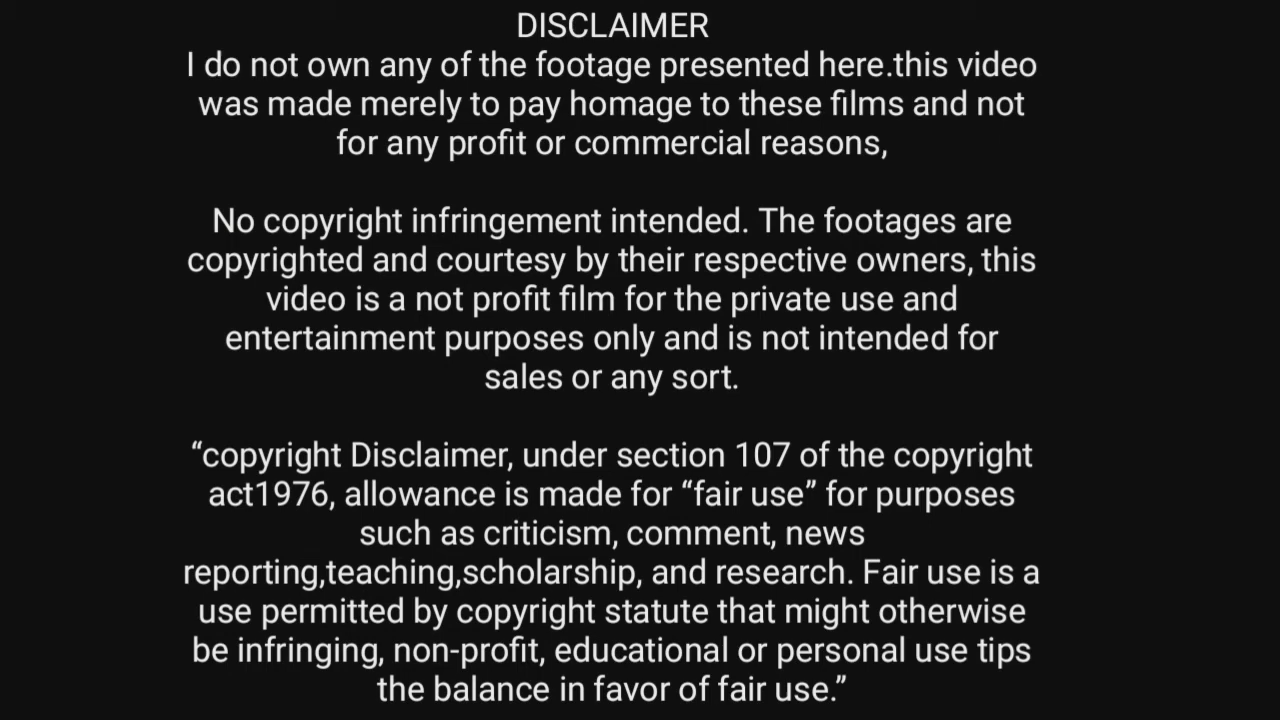 DISCLAIMER
I do not own any of the footage presented here.this video
was made merely to pay homage to these films and not
for any profit or commercial reasons,
No copyright infringement intended. The footages are
copyrighted and courtesy by their respective owners, this
video is a not profit film for the private use and
entertainment purposes only and is not intended for
sales or any sort.
“copyright Disclaimer, under section 107 of the copyright
act1976, allowance is made for “fair use” for purposes
such as criticism, comment, news
reporting,teaching,scholarship, and research. Fair use is a
use permitted by copyright statute that might otherwise
be infringing, non-profit, educational or personal use tips
the balance in favor of fair use.”